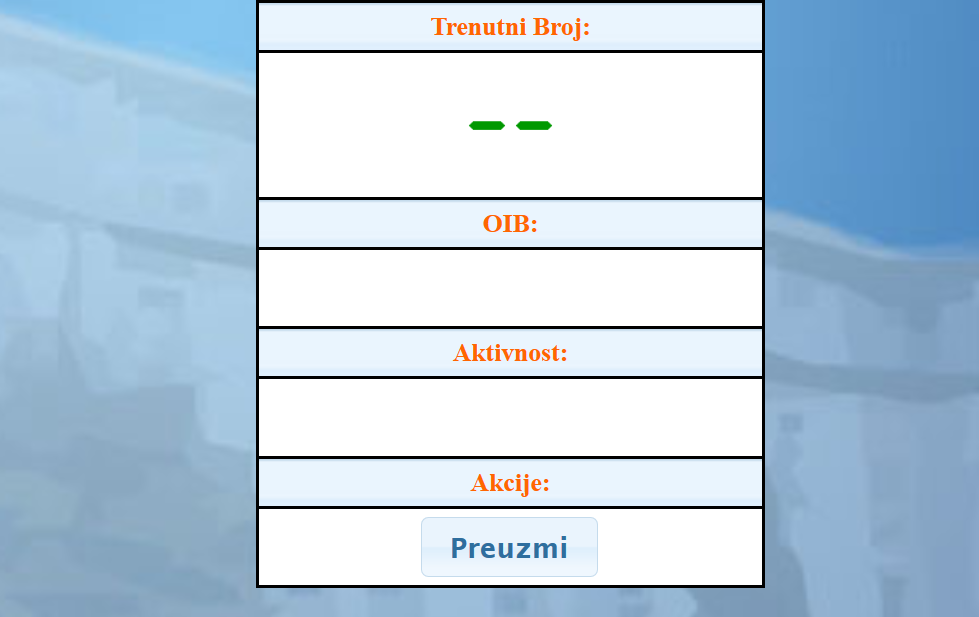 Trenutni Broj:
--
OIB:
Aktivnost:
Akcije:
Preuzmi